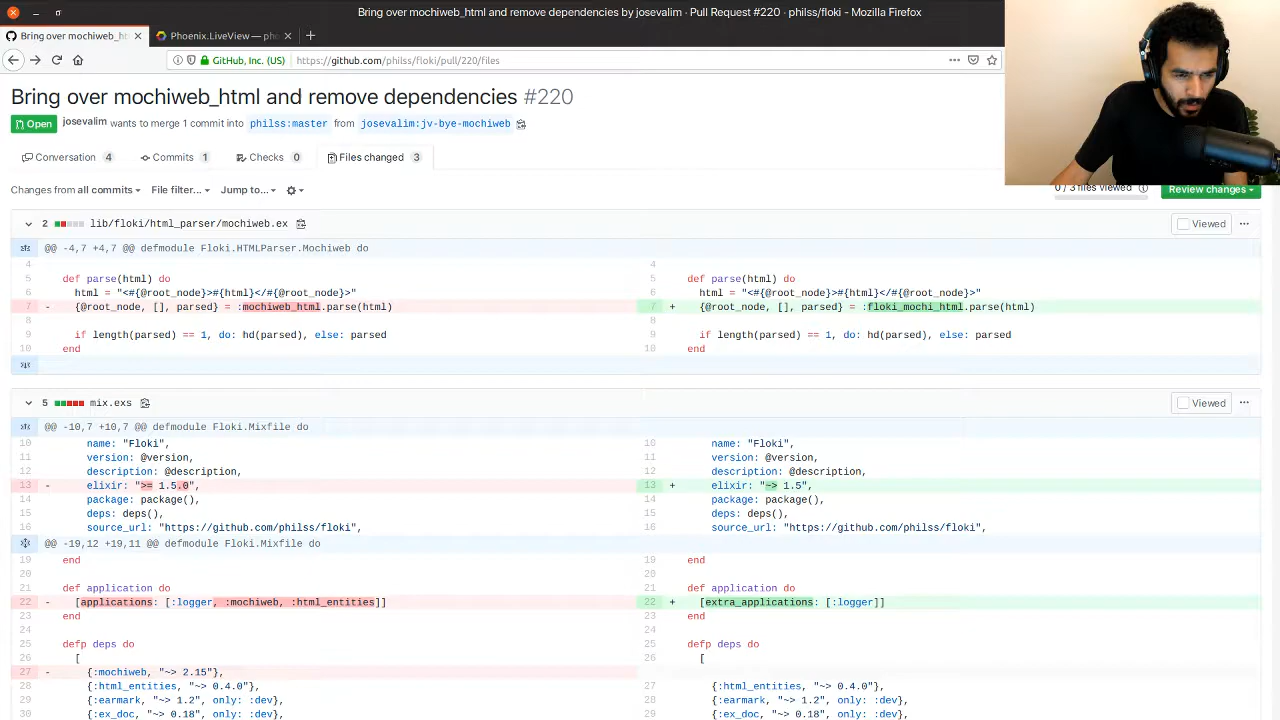 Bring over mochiweb_html and remove dependencies by josevalim · Pull Request #220 · philss/floki - Mozilla Firefox
Bring over mochiweb_ht
Phoenix.LiveView — pho
GitHub, Inc. (US)
https://github.com/philss/floki/pull/220/files
Bring over mochiweb_html and remove dependencies #220
Open
josevalim wants to merge 1 commit into philss:master from josevalim:jv-bye-mochiweb
Conversation 4
Commits 1
Checks 0
Files changed 3
Changes from all commits
File filter...
Jump to...
0 / 3 files viewed
Review changes
2 lib/floki/html_parser/mochiweb.ex
Viewed
@@ -4,7 +4,7 @@ defmodule Floki.HTMLParser.Mochiweb do
4 4
5 def parse(html) do 5 def parse(html) do
6 html = "<#{@root_node}>#{html}</#{@root_node}>" 6 html = "<#{@root_node}>#{html}</#{@root_node}>"
7 - {@root_node, [], parsed} = :mochiweb_html.parse(html) 7 + {@root_node, [], parsed} = :floki_mochi_html.parse(html)
8 8
9 if length(parsed) == 1, do: hd(parsed), else: parsed 9 if length(parsed) == 1, do: hd(parsed), else: parsed
10 end 10 end
5 mix.exs
Viewed
@@ -10,7 +10,7 @@ defmodule Floki.Mixfile do
10 name: "Floki", 10 name: "Floki",
11 version: @version, 11 version: @version,
12 description: @description, 12 description: @description,
13 - elixir: ">= 1.5.0", 13 + elixir: "~> 1.5",
14 package: package(), 14 package: package(),
15 deps: deps(), 15 deps: deps(),
16 source_url: "https://github.com/philss/floki", 16 source_url: "https://github.com/philss/floki",
@@ -19,12 +19,11 @@ defmodule Floki.Mixfile do
19 end 19 end
20 20
21 def application do 21 def application do
22 - [applications: [:logger, :mochiweb, :html_entities]] 22 + [extra_applications: [:logger]]
23 end 23 end
24 24
25 defp deps do 25 defp deps do
26 [ 26 [
27 - {:mochiweb, "~> 2.15"},
28 {:html_entities, "~> 0.4.0"}, 27 {:html_entities, "~> 0.4.0"},
29 {:earmark, "~> 1.2", only: :dev}, 28 {:earmark, "~> 1.2", only: :dev},
30 {:ex_doc, "~> 0.18", only: :dev}, 29 {:ex_doc, "~> 0.18", only: :dev},